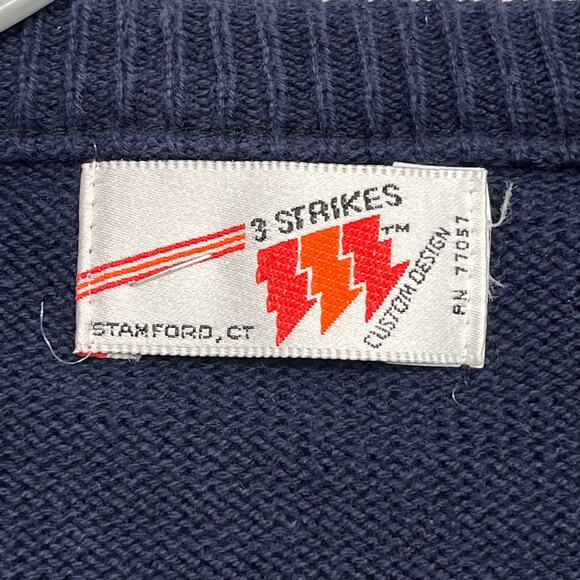 3 STRIKES
TM
CUSTOM DESIGN
RN 77057
STAMFORD, CT